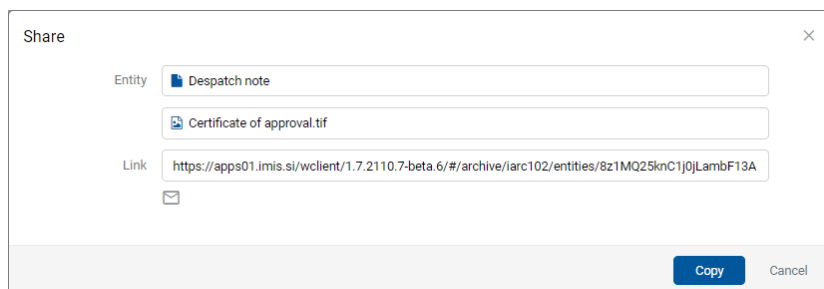 Share
Entity
Despatch note
Certificate of approval.tif
Link
https://apps01.imis.si/wclient/1.7.2110.7-beta.6/#/archive/iarc102/entities/8z1MQ25knC1j0jLambF13A
Copy
Cancel